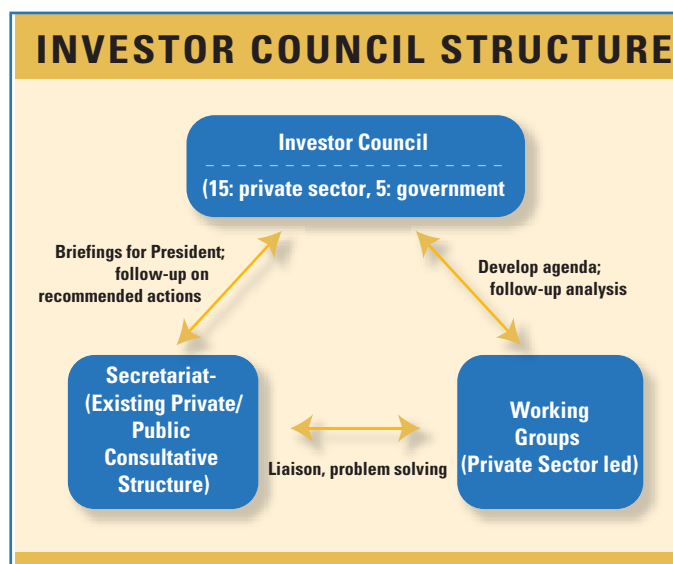 INVESTOR COUNCIL STRUCTURE
Investor Council
(15: private sector, 5: government
Briefings for President;
follow-up on
recommended actions
Develop agenda;
follow-up analysis
Secretariat-
(Existing Private/
Public
Consultative
Structure)
Liaison, problem solving
Working
Groups
(Private Sector led)